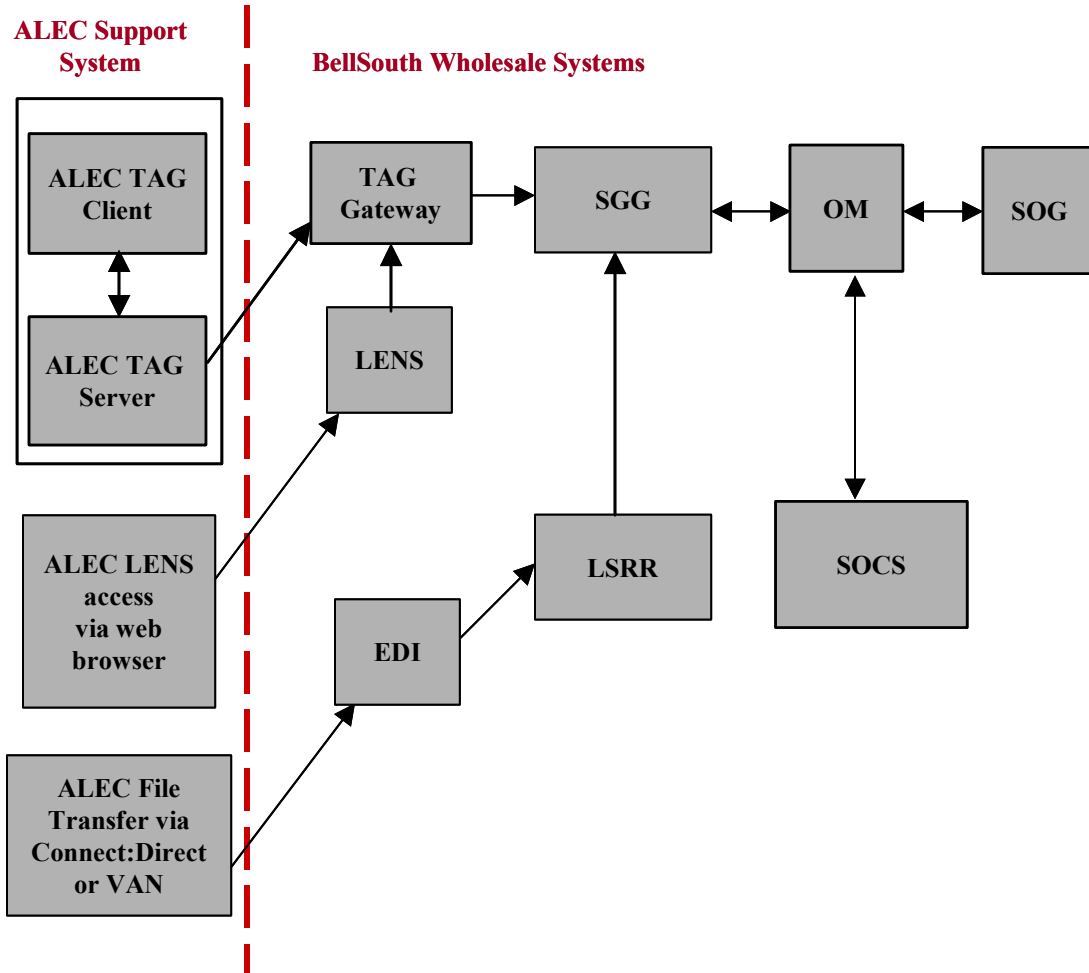 ALEC Support
System
BellSouth Wholesale Systems
ALEC TAG
Client
TAG
Gateway
SGG
OM
SOG
ALEC TAG
Server
LENS
ALEC LENS
access
via web
browser
LSRR
SOCS
EDI
ALEC File
Transfer via
Connect:Direct
or VAN